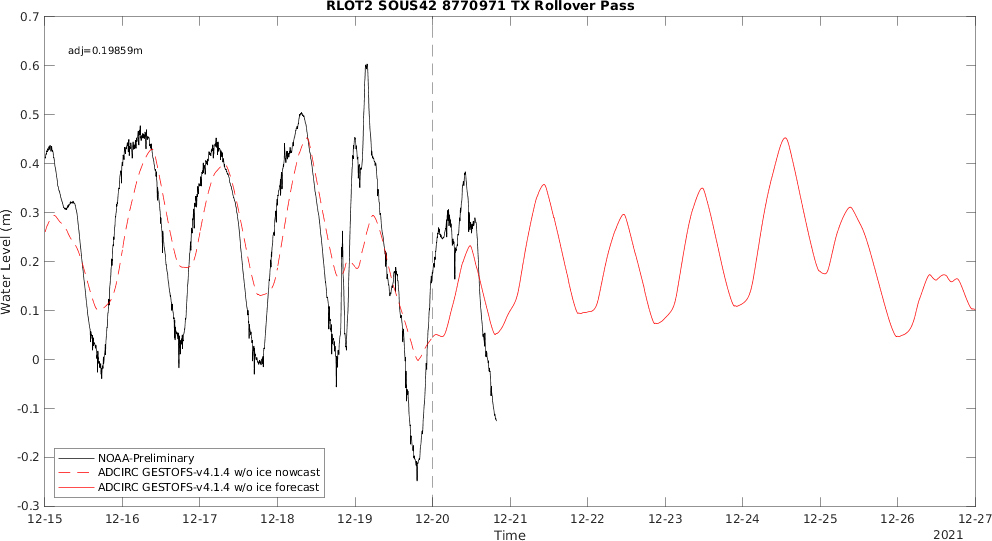 RLOT2 SOUS42 8770971 TX Rollover Pass
0.7
adj=0.19859m
0.6
0.5
0.4
0.3
0.2
0.1
0
-0.1
-0.2
-0.3
Water Level (m)
NOAA-Preliminary
ADCIRC GESTOFS-v4.1.4 w/o ice nowcast
ADCIRC GESTOFS-v4.1.4 w/o ice forecast
12-15 12-16 12-17 12-18 12-19 12-20 12-21 12-22 12-23 12-24 12-25 12-26 12-27
Time
2021